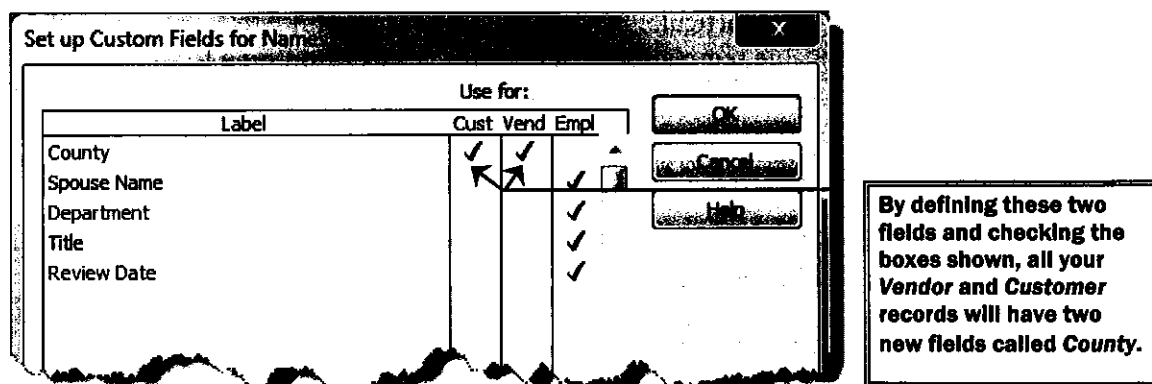 Set up Custom Fields for Names
X
Use for:
Label Cust Vend Empl
County
Spouse Name
Department
Title
Review Date
OK
Cancel
Help
By defining these two
fields and checking the
boxes shown, all your
Vendor and Customer
records will have two
new fields called County.